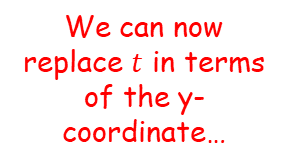 We can now
replace t in terms
of the y-
coordinate…